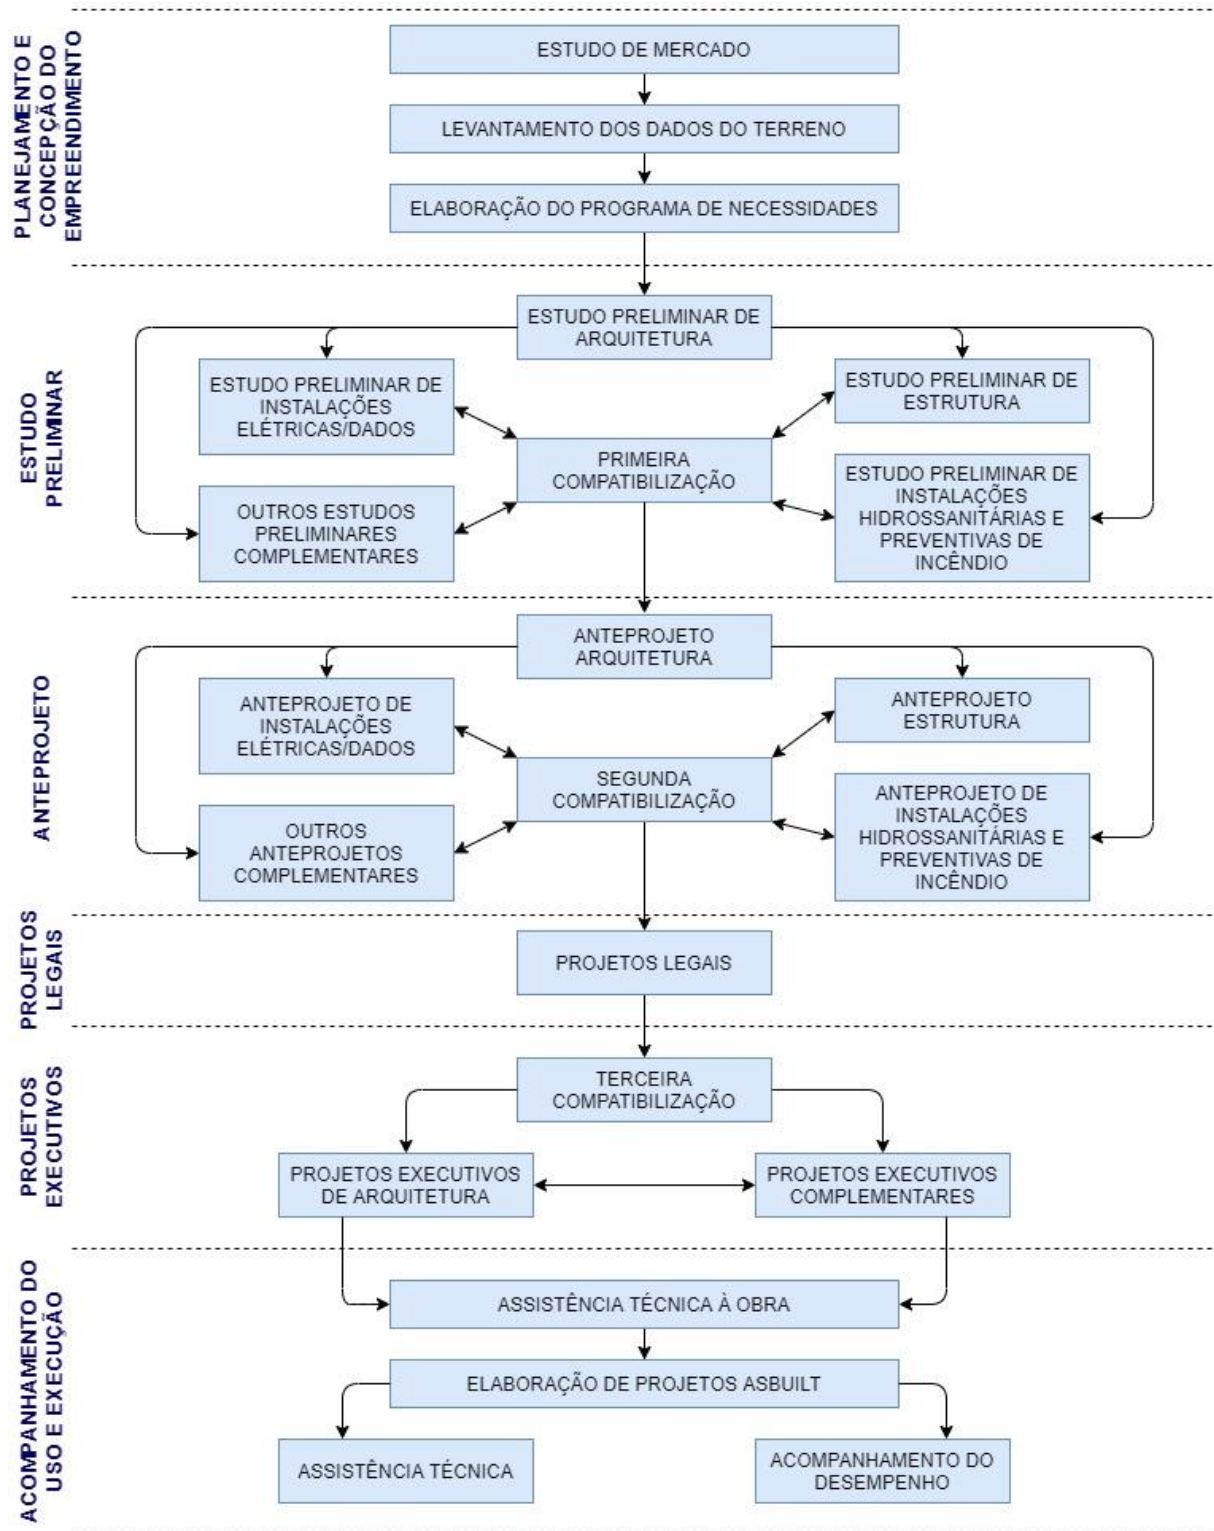 PLANEJAMENTO E
CONCEPÇÃO DO
EMPREENDIMENTO
ESTUDO DE MERCADO
LEVANTAMENTO DOS DADOS DO TERRENO
ELABORAÇÃO DO PROGRAMA DE NECESSIDADES
ESTUDO
PRELIMINAR
ESTUDO PRELIMINAR DE
ARQUITETURA
ESTUDO PRELIMINAR DE
INSTALAÇÕES
ELÉTRICAS/DADOS
ESTUDO PRELIMINAR DE
ESTRUTURA
PRIMEIRA
COMPATIBILIZAÇÃO
OUTROS ESTUDOS
PRELIMINARES
COMPLEMENTARES
ESTUDO PRELIMINAR DE
INSTALAÇÕES
HIDROSSANITÁRIAS E
PREVENTIVAS DE
INCÊNDIO
ANTEPROJETO
ANTEPROJETO
ARQUITETURA
ANTEPROJETO DE
INSTALAÇÕES
ELÉTRICAS/DADOS
ANTEPROJETO
ESTRUTURA
SEGUNDA
COMPATIBILIZAÇÃO
OUTROS
ANTEPROJETOS
COMPLEMENTARES
ANTEPROJETO DE
INSTALAÇÕES
HIDROSSANITÁRIAS E
PREVENTIVAS DE
INCÊNDIO
PROJETOS
LEGAIS
PROJETOS LEGAIS
PROJETOS
EXECUTIVOS
TERCEIRA
COMPATIBILIZAÇÃO
PROJETOS EXECUTIVOS
DE ARQUITETURA
PROJETOS EXECUTIVOS
COMPLEMENTARES
ACOMPANHAMENTO DO
USO E EXECUÇÃO
ASSISTÊNCIA TÉCNICA À OBRA
ELABORAÇÃO DE PROJETOS ASBUILT
ASSISTÊNCIA TÉCNICA
ACOMPANHAMENTO DO
DESEMPENHO